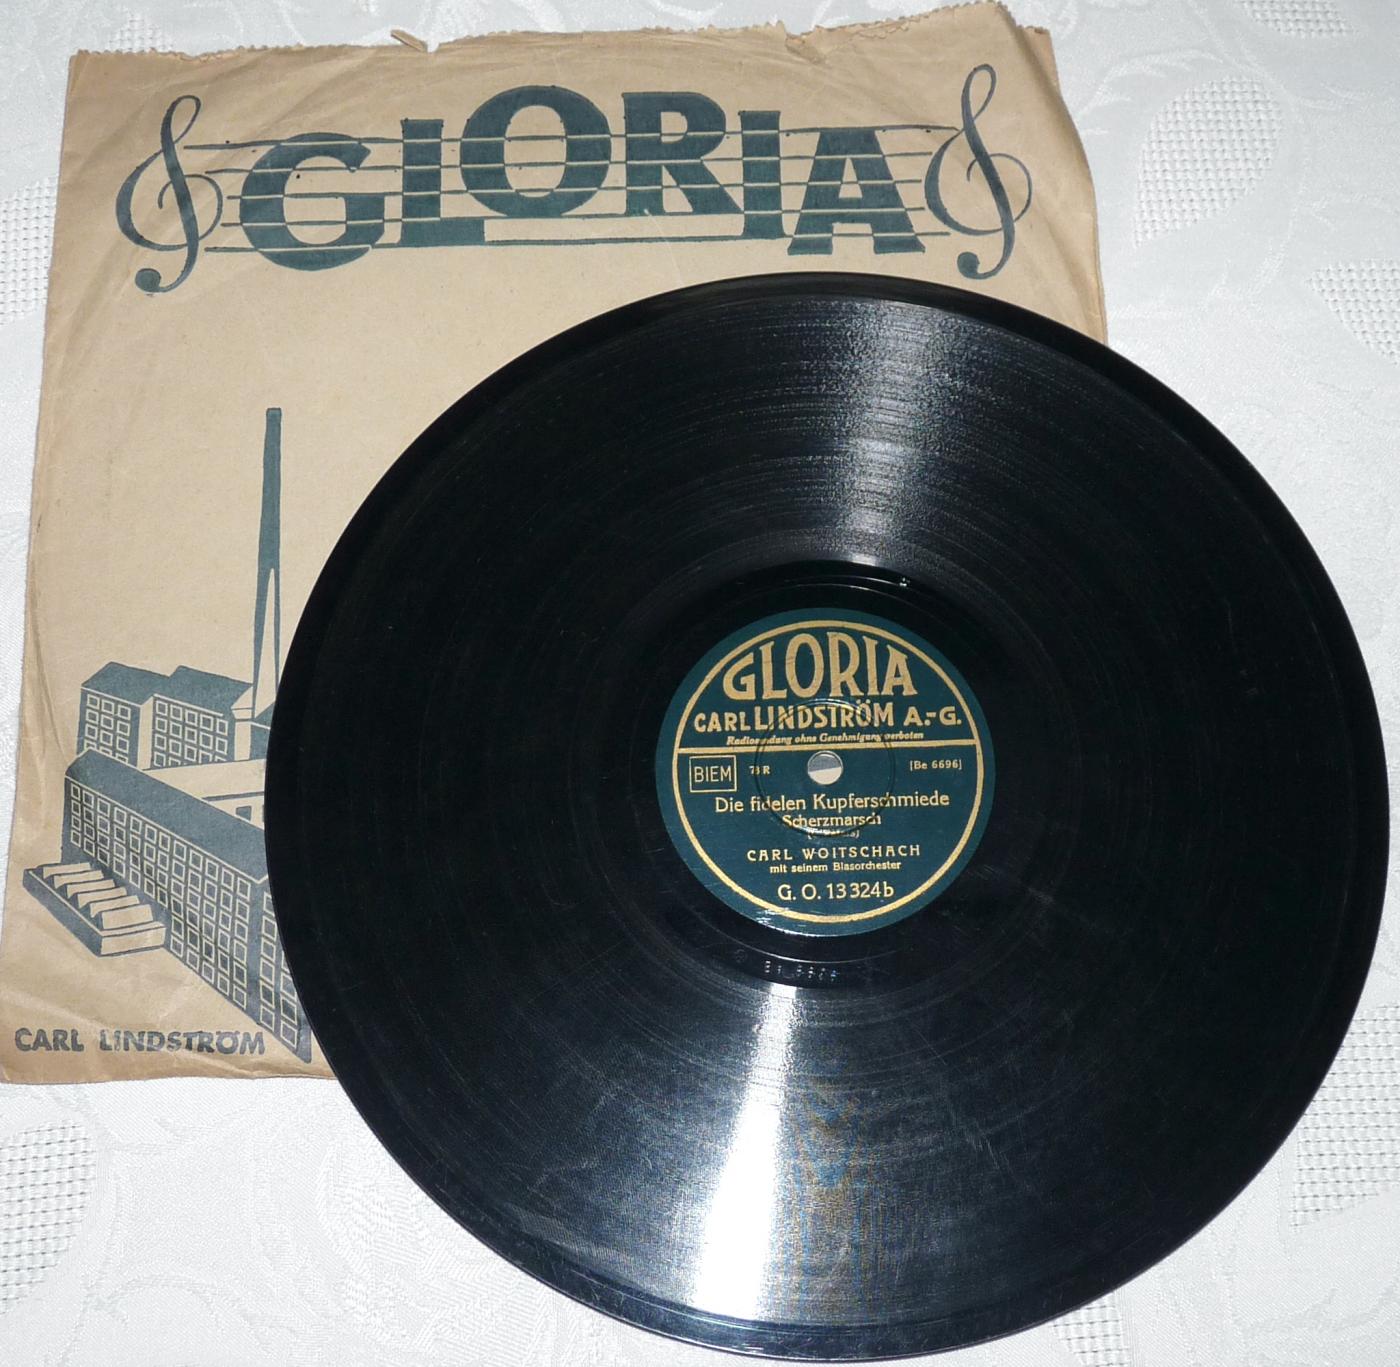 GLORIA
CARL LINDSTRÖM
GLORIA
CARL LINDSTRÖM A.-G.
Radiosendung ohne Genehmigung verboten
BIEM 78 R [Be 6696]
Die fidelen Kupferschmiede
Scherzmarsch
CARL WOITSCHACH
mit seinem Blasorchester
G. O. 13324b